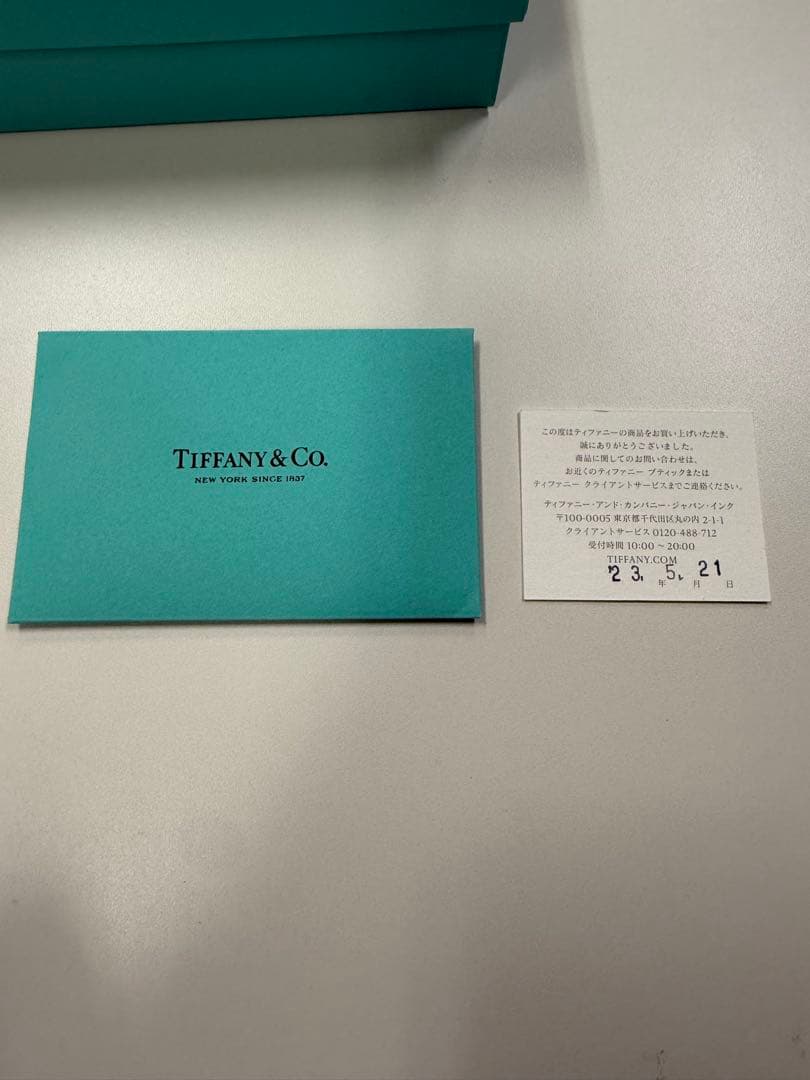 TIFFANY & CO.
NEW YORK SINCE 1837
この度はティファニーの商品をお買い上げいただき、
誠にありがとうございました。
商品に関してのお問い合わせは、
お近くのティファニー ブティックまたは
ティファニー クライアントサービスまでご連絡ください。
ティファニー・アンド・カンパニー・ジャパン・インク
〒100-0005 東京都千代田区丸の内 2-1-1
クライアントサービス 0120-488-712
受付時間 10:00 ~ 20:00
TIFFANY.COM
'23. 年 5. 月 21 日